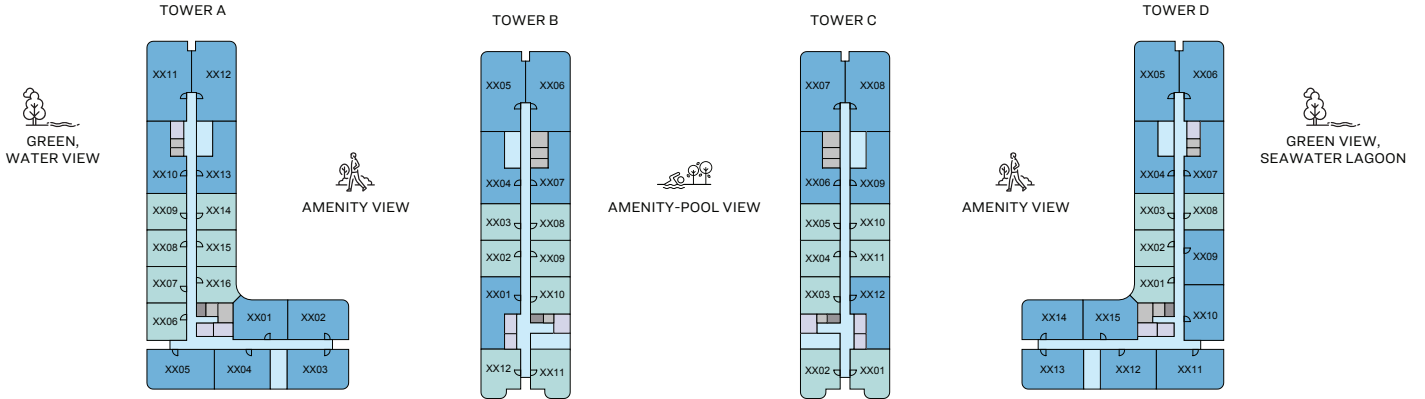 TOWER A
TOWER B
TOWER C
TOWER D
GREEN,
WATER VIEW
AMENITY VIEW
AMENITY-POOL VIEW
AMENITY VIEW
GREEN VIEW,
SEAWATER LAGOON
XX11 XX12
XX10 XX13
XX09 XX14
XX08 XX15
XX07 XX16
XX06
XX01 XX02
XX05 XX04 XX03
XX05 XX06
XX04 XX07
XX03 XX08
XX02 XX09
XX01 XX10
XX12 XX11
XX07 XX08
XX06 XX09
XX05 XX10
XX04 XX11
XX03 XX12
XX02 XX01
XX05 XX06
XX04 XX07
XX03 XX08
XX02 XX09
XX01
XX14 XX15 XX10
XX13 XX12 XX11